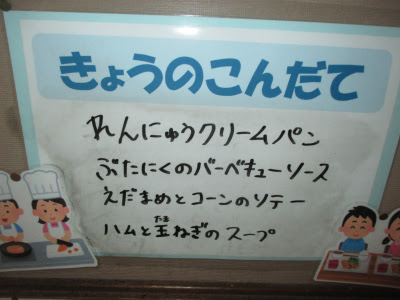 きょうのこんだて
れんにゅうクリームパン
ぶたにくのバーベキューソース
えだまめとコーンのソテー
ハムと玉たまねぎのスープ